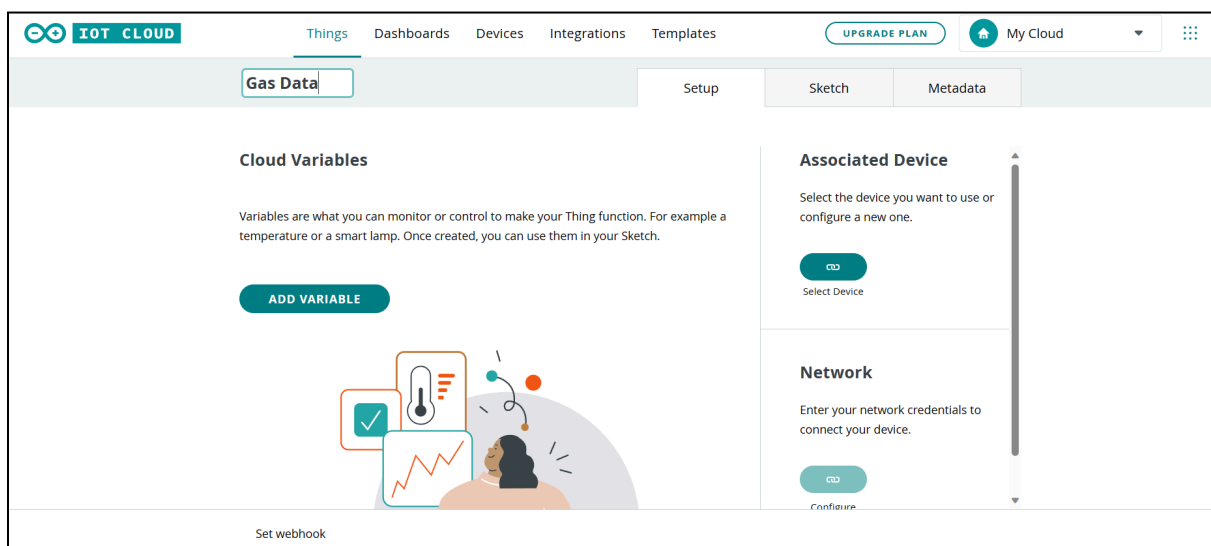 IOT CLOUD
Things Dashboards Devices Integrations Templates
UPGRADE PLAN
My Cloud
Gas Data
Setup Sketch Metadata
Cloud Variables
Variables are what you can monitor or control to make your Thing function. For example a
temperature or a smart lamp. Once created, you can use them in your Sketch.
ADD VARIABLE
Associated Device
Select the device you want to use or
configure a new one.
Select Device
Network
Enter your network credentials to
connect your device.
Configure
Set webhook